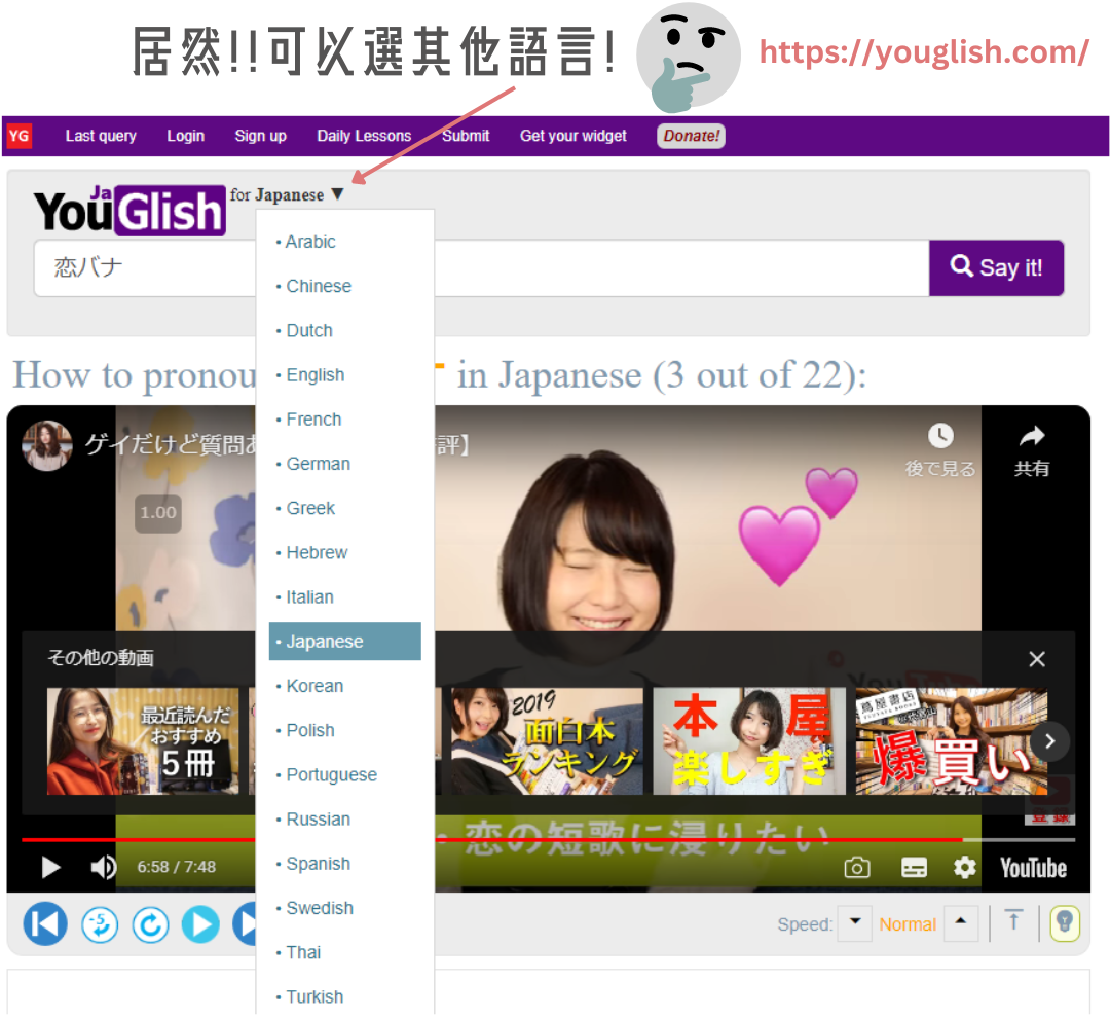 居然!!可以選其他語言!
https://youglish.com/
YG Last query Login Sign up Daily Lessons Submit Get your widget Donate!
Ja
YouGlish for Japanese ▼
恋バナ
Say it!
• Arabic
• Chinese
• Dutch
• English
• French
• German
• Greek
• Hebrew
• Italian
• Japanese
• Korean
• Polish
• Portuguese
• Russian
• Spanish
• Swedish
• Thai
• Turkish
How to pronou
in Japanese (3 out of 22):
ゲイだけど質問あ
評】
後で見る
共有
1.00
その他の動画
最近読んだ
おすすめ
5冊
2019
面白本
ランキング
本屋
楽しすぎ
蔦屋書店
爆買い
YouTube
登録
恋の短歌に浸りたい
6:58 / 7:48
YouTube
-5
Speed: Normal